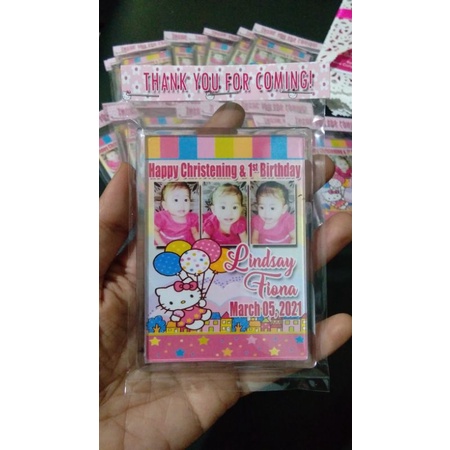 THANK YOU FOR COMING!
Happy Christening & 1st Birthday
Lindsay
Fiona
March 05, 2021